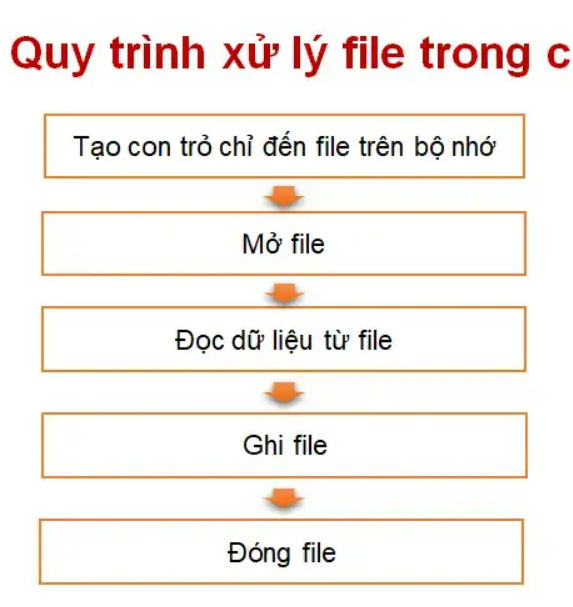 Quy trình xử lý file trong c
Tạo con trỏ chỉ đến file trên bộ nhớ
Mở file
Đọc dữ liệu từ file
Ghi file
Đóng file